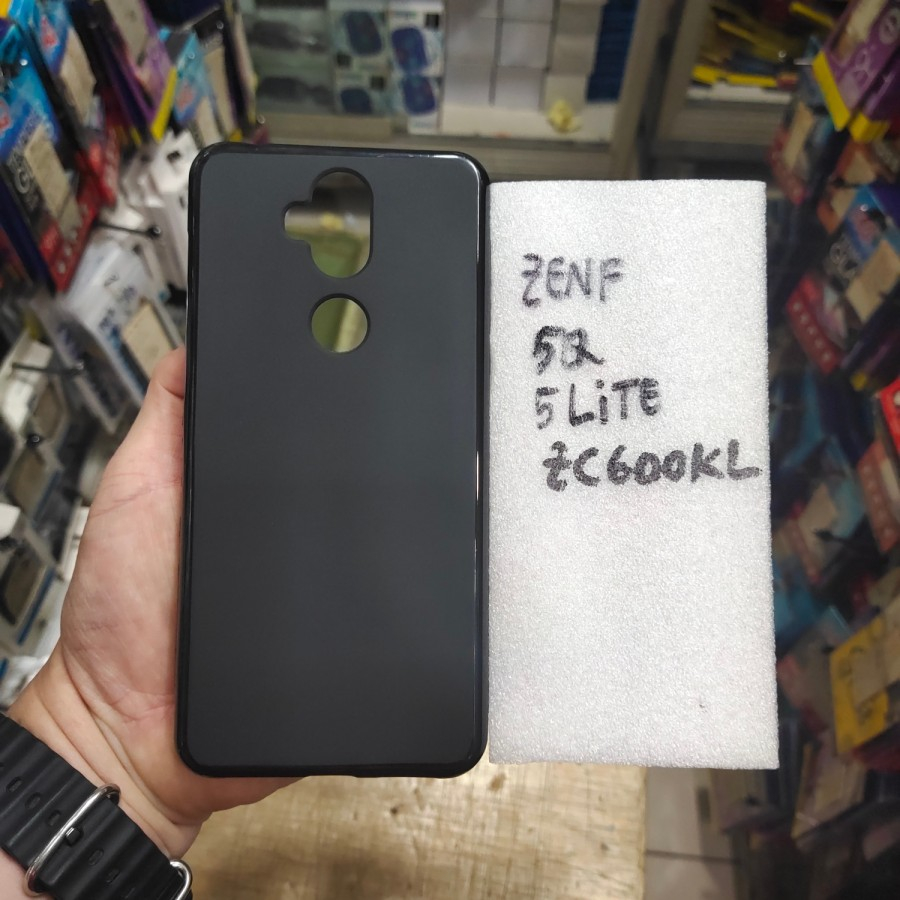 ZENF
5Q
5 LiTE
ZC600KL